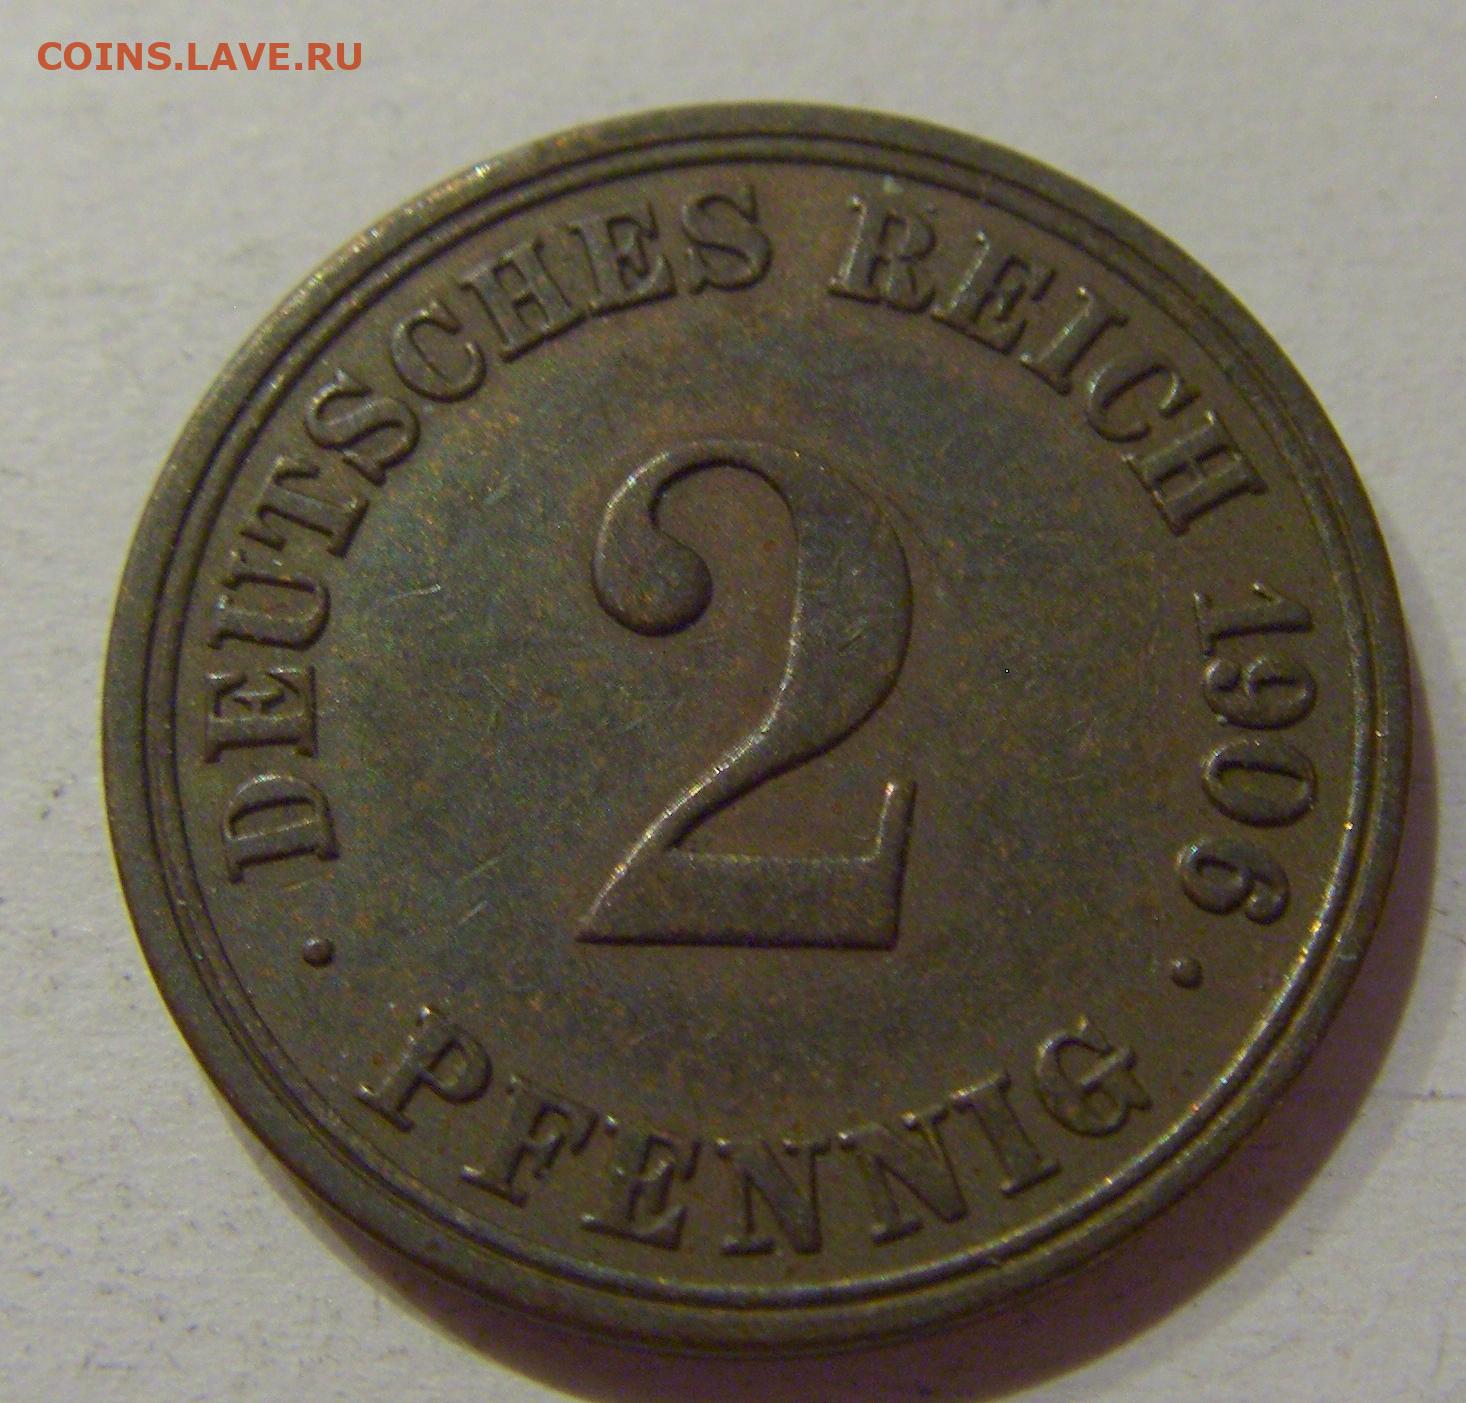 COINS.LAVE.RU
DEUTSCHES REICH 1906
2
· PFENNIG ·